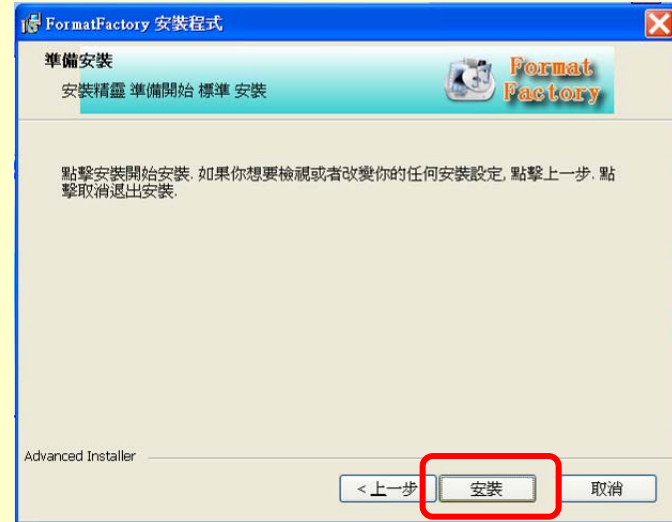 FormatFactory 安裝程式
準備安裝
安裝精靈 準備開始 標準 安裝
Format
Factory
點擊安裝開始安裝. 如果你想要檢視或者改變你的任何安裝設定, 點擊上一步. 點
擊取消退出安裝.
Advanced Installer
<上一步 安裝 取消